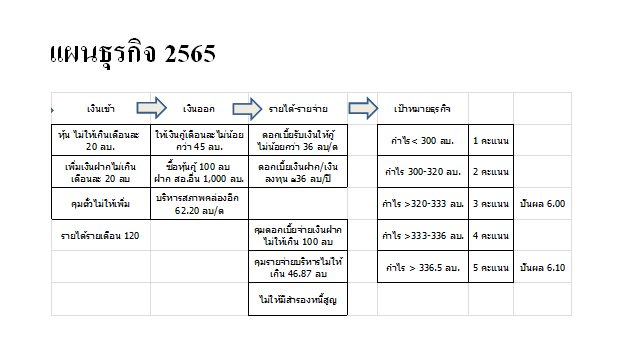 แผนธุรกิจ 2565
เงินเข้า
เงินออก
รายได้-รายจ่าย
เป้าหมายธุรกิจ
หุ้น ไม่ให้เกินเดือนละ
20 ลบ.
ให้เงินกู้เดือนละ ไม่น้อย
กว่า 45 ลบ.
ดอกเบี้ยรับเงินให้กู้
ไม่น้อยกว่า 36 ลบ/ด
กำไร < 300 ลบ.
1 คะแนน
เพิ่มเงินฝากไม่เกิน
เดือนละ 20 ลบ
ซื้อหุ้นกู้ 100 ลบ
ฝาก สอ.อื่น 1,000 ลบ.
ดอกเบี้ยเงินฝาก/เงิน
ลงทุน ๑36 ลบ/ปี
กำไร 300-320 ลบ.
2 คะแนน
คุมตั๋วไม่ให้เพิ่ม
บริหารสภาพคล่องอีก
62.20 ลบ/ด
กำไร >320-333 ลบ.
3 คะแนน
ปันผล 6.00
รายได้รายเดือน 120
คุมดอกเบี้ยจ่ายเงินฝาก
ไม่ให้เกิน 100 ลบ
กำไร >333-336 ลบ.
4 คะแนน
คุมรายจ่ายบริหารไม่ให้
เกิน 46.87 ลบ
กำไร > 336.5 ลบ.
5 คะแนน
ปันผล 6.10
ไม่ให้มีสำรองหนี้สูญ